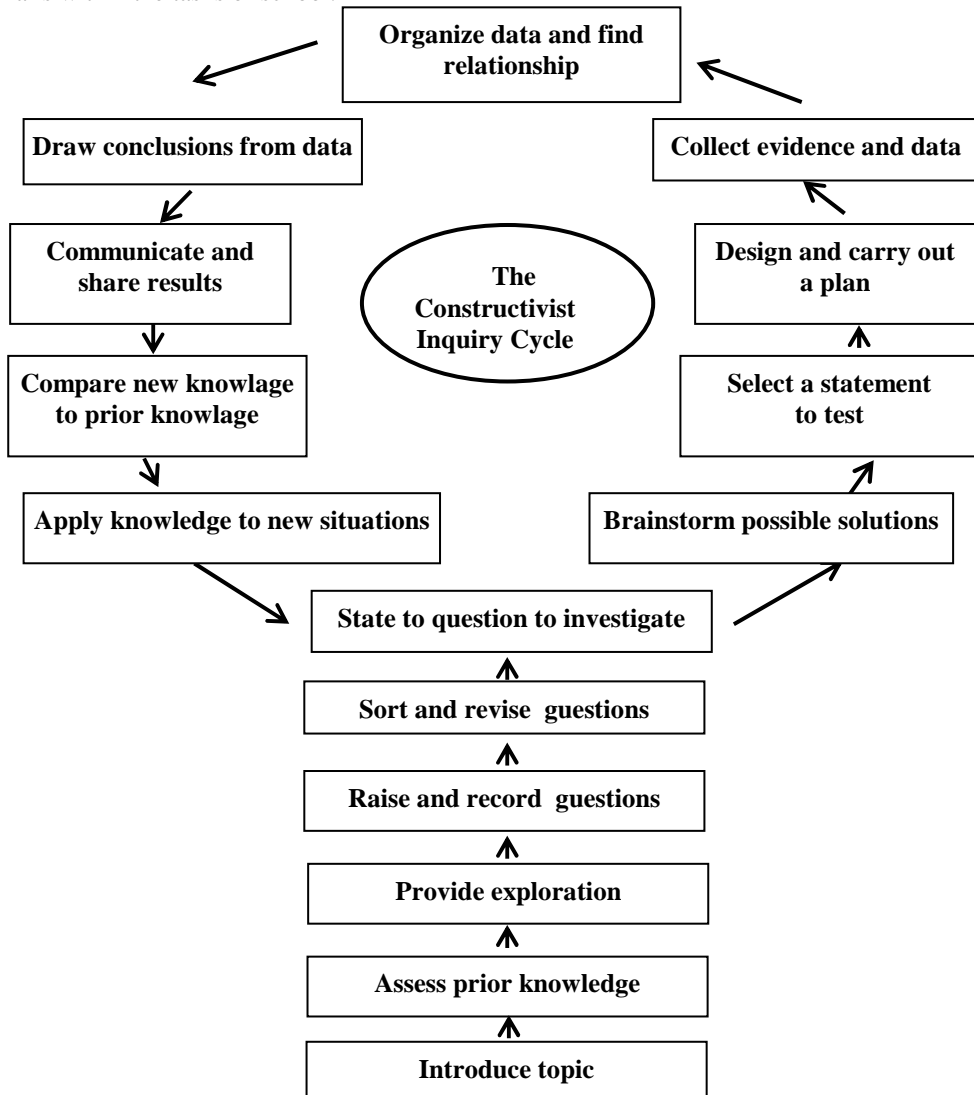 Organize data and find
relationship
Draw conclusions from data
Collect evidence and data
Communicate and
share results
The
Constructivist
Inquiry Cycle
Design and carry out
a plan
Compare new knowlage
to prior knowlage
Select a statement
to test
Apply knowledge to new situations
Brainstorm possible solutions
State to question to investigate
Sort and revise guestions
Raise and record guestions
Provide exploration
Assess prior knowledge
Introduce topic